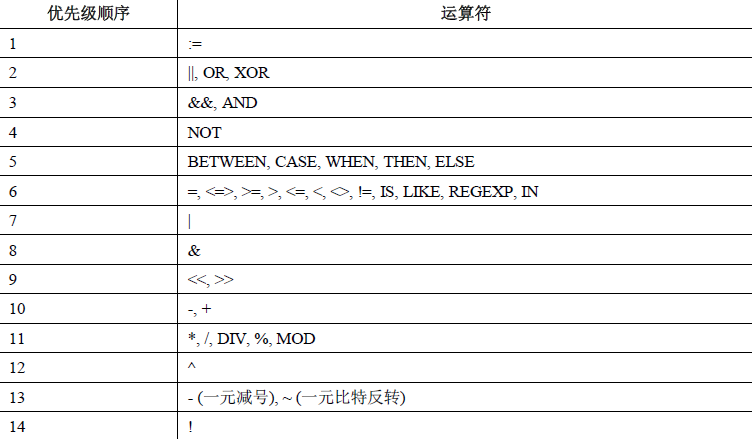 优先级顺序 运算符
1 :=
2 ||, OR, XOR
3 &&, AND
4 NOT
5 BETWEEN, CASE, WHEN, THEN, ELSE
6 =, <=>, >=, >, <=, <, <>, !=, IS, LIKE, REGEXP, IN
7 |
8 &
9 <<, >>
10 -, +
11 *, /, DIV, %, MOD
12 ^
13 - (一元减号), ~ (一元比特反转)
14 !